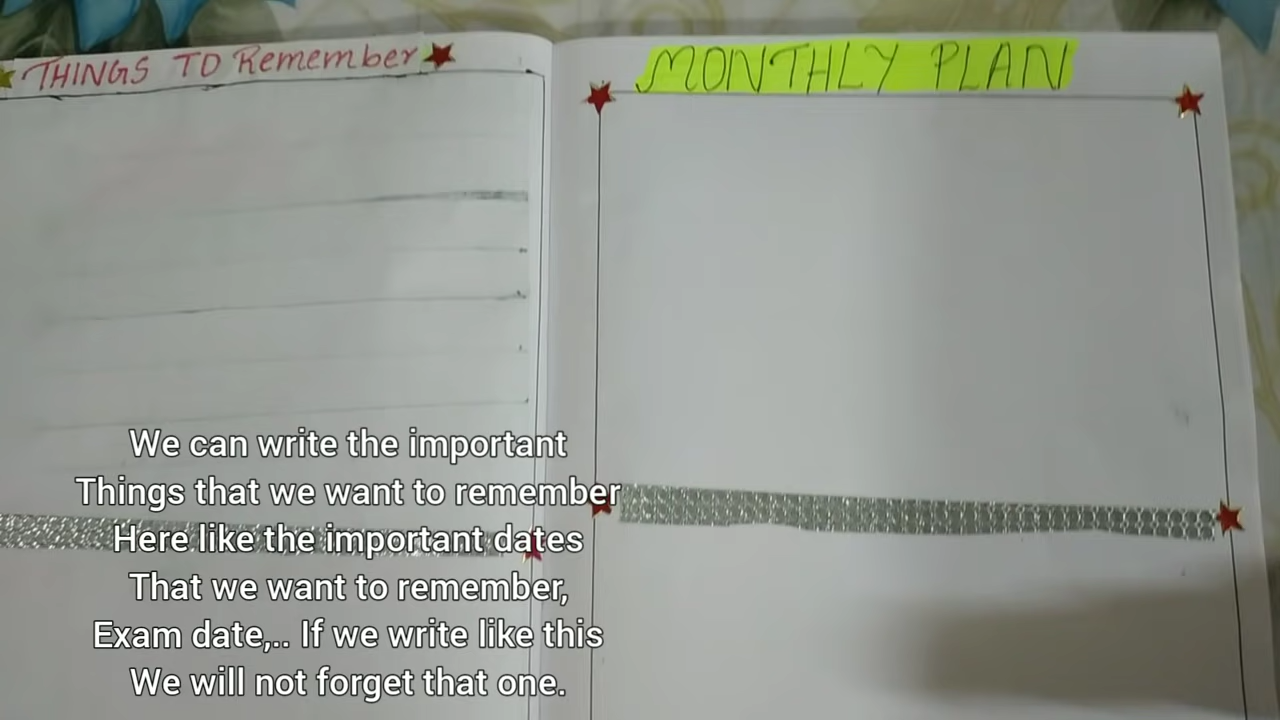 THINGS TO Remember
MONTHLY PLAN
We can write the important
Things that we want to remember
Here like the important dates
That we want to remember,
Exam date,.. If we write like this
We will not forget that one.